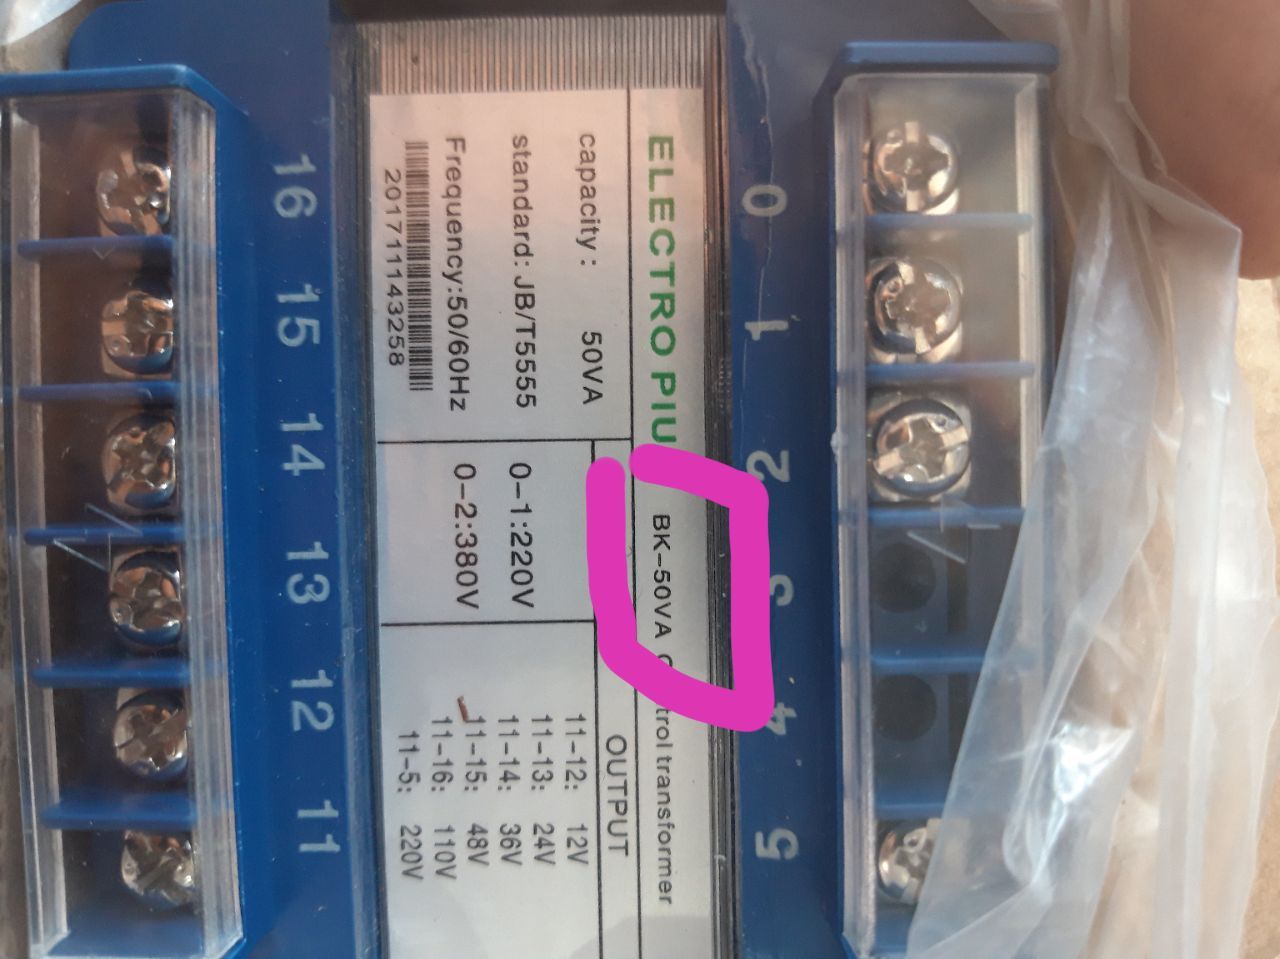 ELECTRO PIU BK-50VA Control transformer
capacity: 50VA
standard: JB/T5555
Frequency:50/60Hz
20171143258
0-1:220V
0-2:380V
OUTPUT
11-12: 12V
11-13: 24V
11-14: 36V
11-15: 48V
11-16: 110V
11-5: 220V
0 1 2 3 4 5
16 15 14 13 12 11